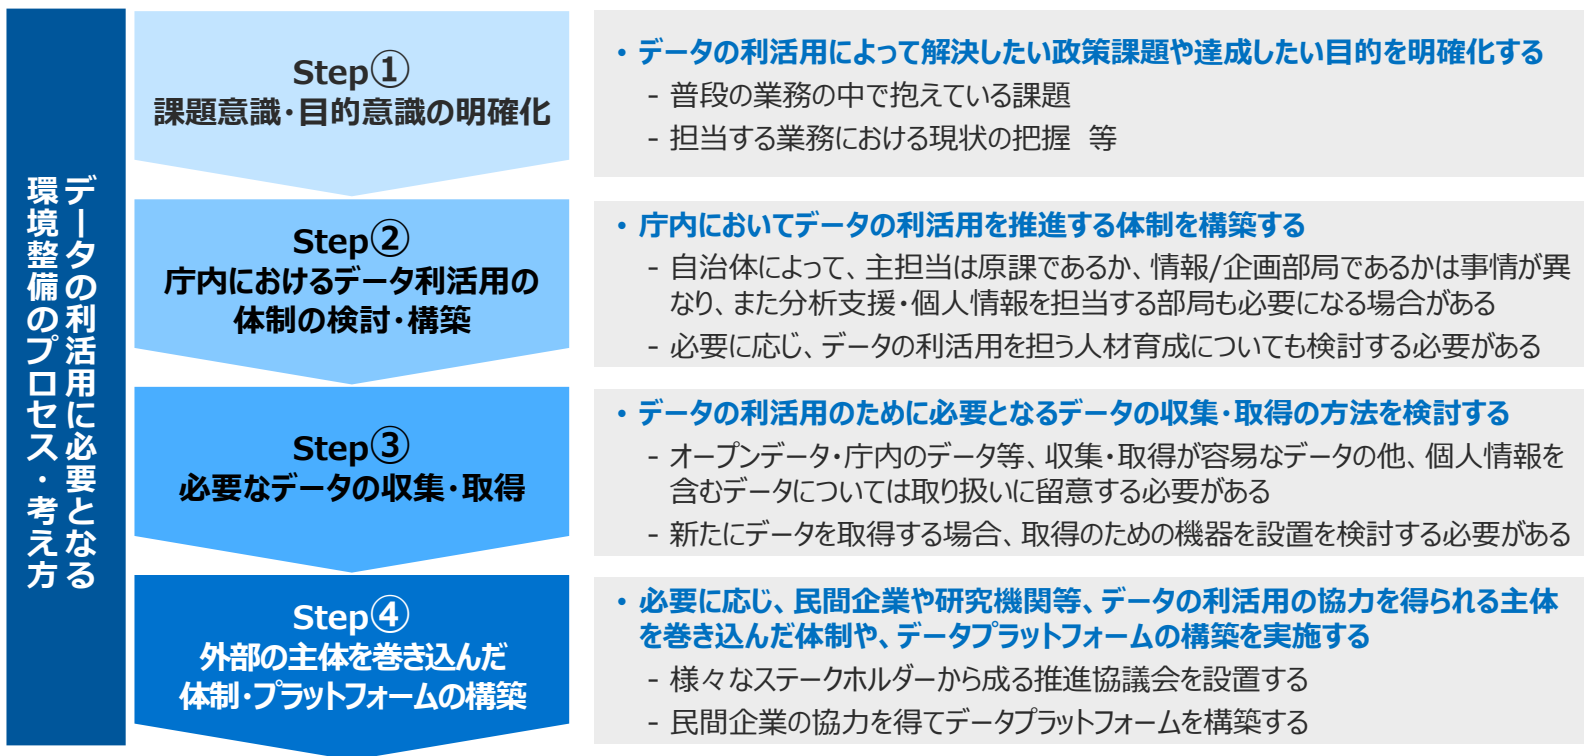 データの利活用に必要となる
環境整備のプロセス・考え方
Step①
課題意識・目的意識の明確化
・データの利活用によって解決したい政策課題や達成したい目的を明確化する
- 普段の業務の中で抱えている課題
- 担当する業務における現状の把握　等
Step②
庁内におけるデータ利活用の
体制の検討・構築
・庁内においてデータの利活用を推進する体制を構築する
- 自治体によって、主担当は原課であるか、情報/企画部局であるかは事情が異
なり、また分析支援・個人情報を担当する部局も必要になる場合がある
- 必要に応じ、データの利活用を担う人材育成についても検討する必要がある
Step③
必要なデータの収集・取得
・データの利活用のために必要となるデータの収集・取得の方法を検討する
- オープンデータ・庁内のデータ等、収集・取得が容易なデータの他、個人情報を
含むデータについては取り扱いに留意する必要がある
- 新たにデータを取得する場合、取得のための機器を設置を検討する必要がある
Step④
外部の主体を巻き込んだ
体制・プラットフォームの構築
・必要に応じ、民間企業や研究機関等、データの利活用の協力を得られる主体
を巻き込んだ体制や、データプラットフォームの構築を実施する
- 様々なステークホルダーから成る推進協議会を設置する
- 民間企業の協力を得てデータプラットフォームを構築する